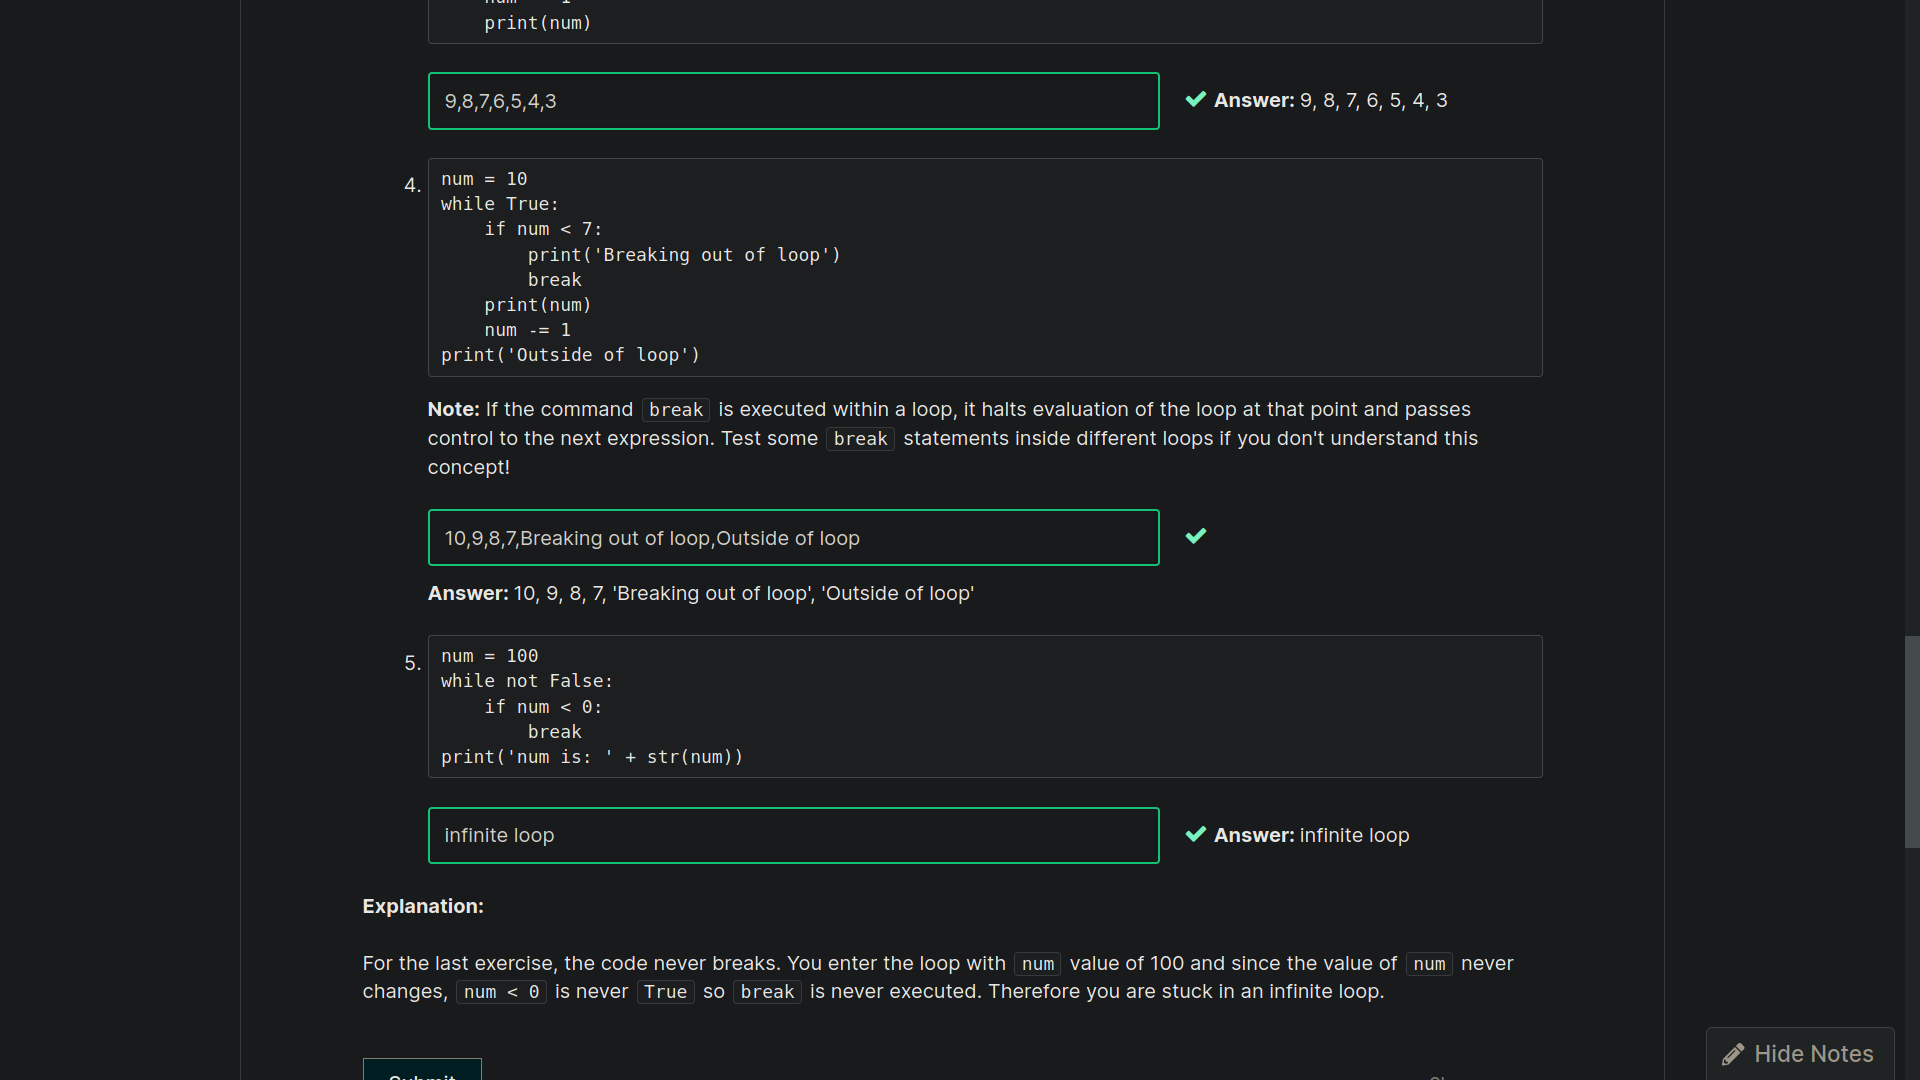 print(num)
9,8,7,6,5,4,3
Answer: 9, 8, 7, 6, 5, 4, 3
4.
num = 10
while True:
    if num < 7:
        print('Breaking out of loop')
        break
    print(num)
    num -= 1
print('Outside of loop')
Note: If the command break is executed within a loop, it halts evaluation of the loop at that point and passes
control to the next expression. Test some break statements inside different loops if you don't understand this
concept!
10,9,8,7,Breaking out of loop,Outside of loop
Answer: 10, 9, 8, 7, 'Breaking out of loop', 'Outside of loop'
5.
num = 100
while not False:
    if num < 0:
        break
print('num is: ' + str(num))
infinite loop
Answer: infinite loop
Explanation:
For the last exercise, the code never breaks. You enter the loop with num value of 100 and since the value of num never
changes, num < 0 is never True so break is never executed. Therefore you are stuck in an infinite loop.
Hide Notes
Submit